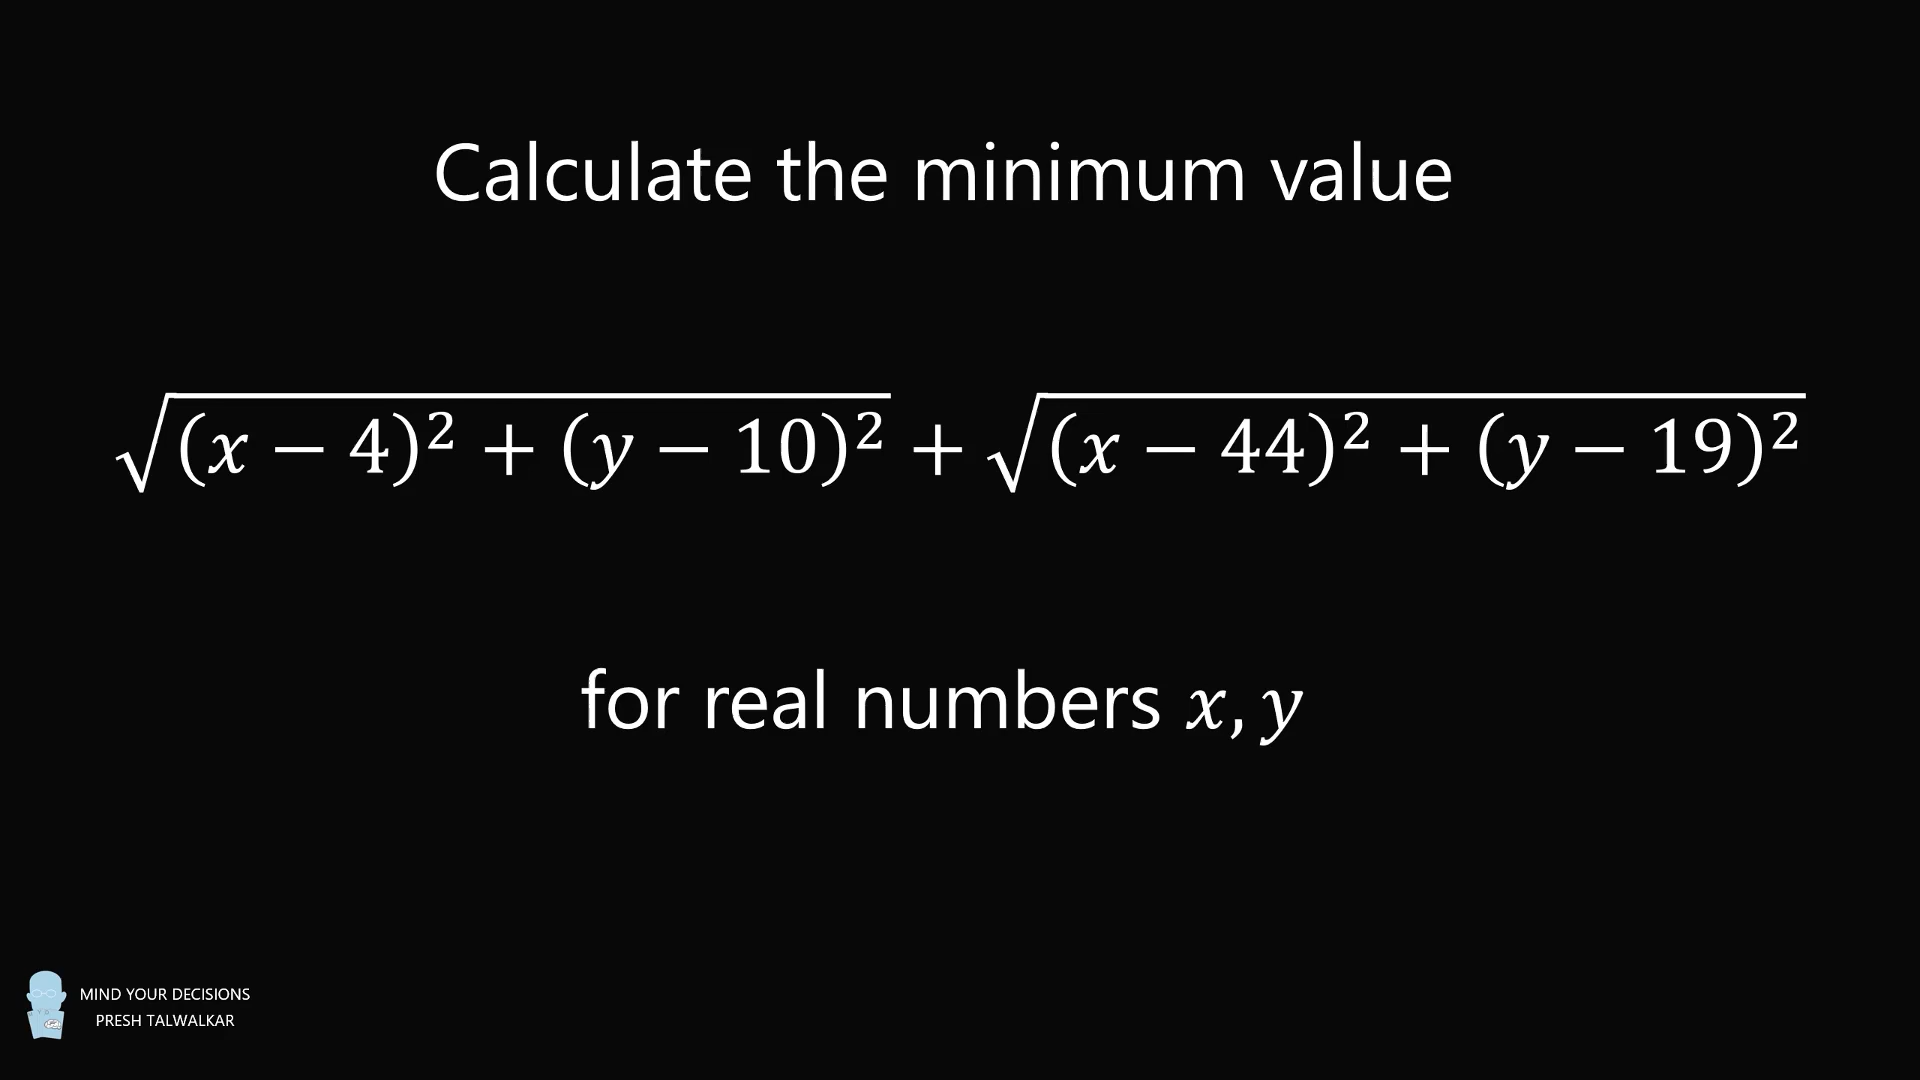 Calculate the minimum value
√((x − 4)² + (y − 10)²) + √((x − 44)² + (y − 19)²)
for real numbers x, y
MIND YOUR DECISIONS
PRESH TALWALKAR